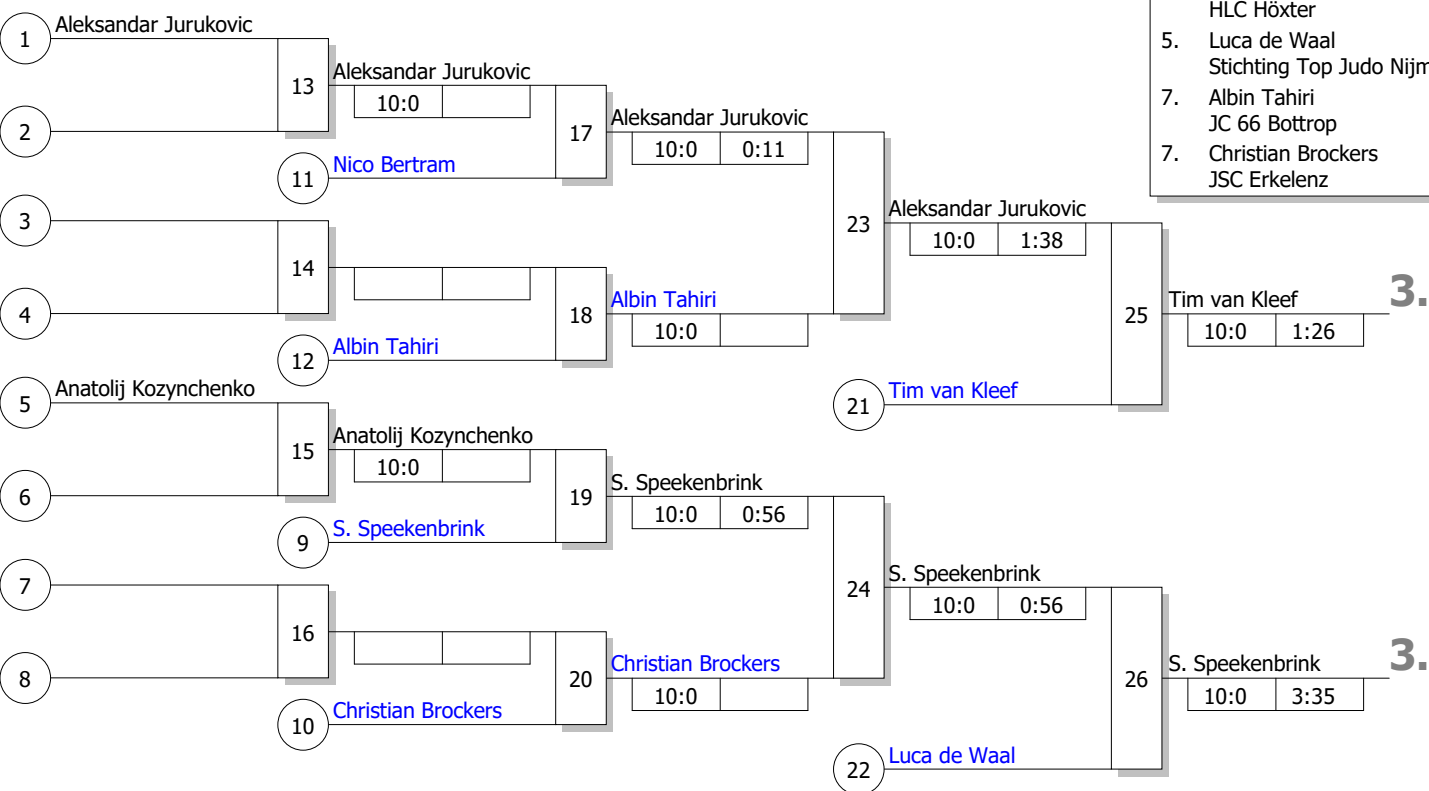 HLC Höxter
5. Luca de Waal
Stichting Top Judo Nijm
7. Albin Tahiri
JC 66 Bottrop
7. Christian Brockers
JSC Erkelenz
1 Aleksandar Jurukovic
13 Aleksandar Jurukovic
10:0
2
17 Aleksandar Jurukovic
10:0 0:11
11 Nico Bertram
3
23 Aleksandar Jurukovic
10:0 1:38
14
4
18 Albin Tahiri
10:0
12 Albin Tahiri
25 Tim van Kleef 3.
10:0 1:26
5 Anatolij Kozynchenko
21 Tim van Kleef
15 Anatolij Kozynchenko
10:0
6
19 S. Speekenbrink
10:0 0:56
9 S. Speekenbrink
7
24 S. Speekenbrink
10:0 0:56
16
8
20 Christian Brockers
10:0
10 Christian Brockers
26 S. Speekenbrink 3.
10:0 3:35
22 Luca de Waal